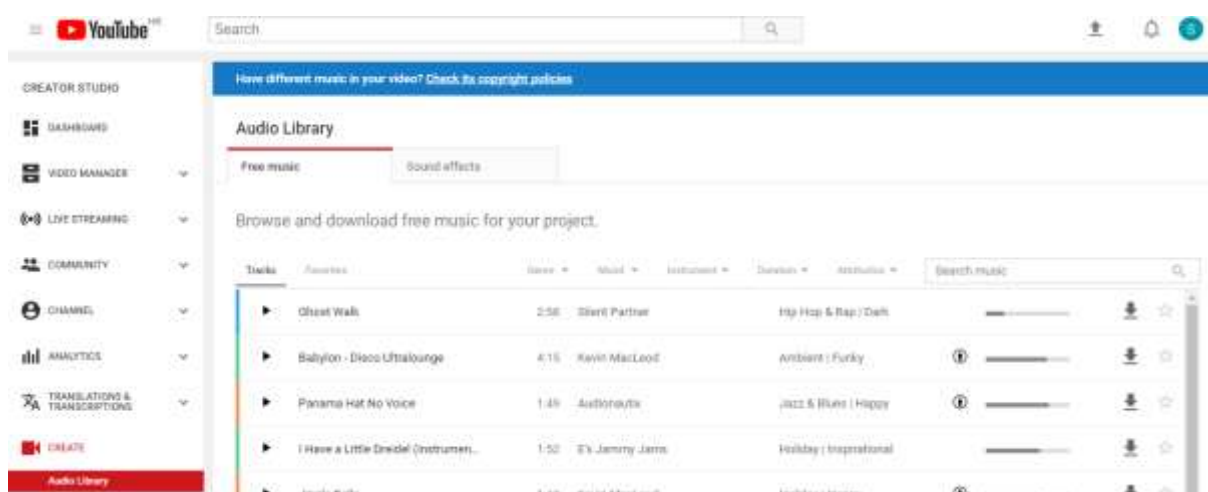 YouTube
Search
CREATOR STUDIO
DASHBOARD
VIDEO MANAGER
LIVE STREAMING
COMMUNITY
CHANNEL
ANALYTICS
TRANSLATIONS &
TRANSCRIPTIONS
CREATE
Audio Library
Have different music in your video? Check its copyright policies
Audio Library
Free music Sound effects
Browse and download free music for your project.
Tracks Favorites Genre Mood Instrument Duration Attribution Search music
Ghost Walk 2:58 Silent Partner Hip Hop & Rap | Dark
Babylon - Disco Ultralounge 4:15 Kevin MacLeod Ambient | Funky
Panama Hat No Voice 1:49 Audionautix Jazz & Blues | Happy
I Have a Little Dreidel (Instrumen... 1:52 E's Jammy Jams Holiday | Inspirational